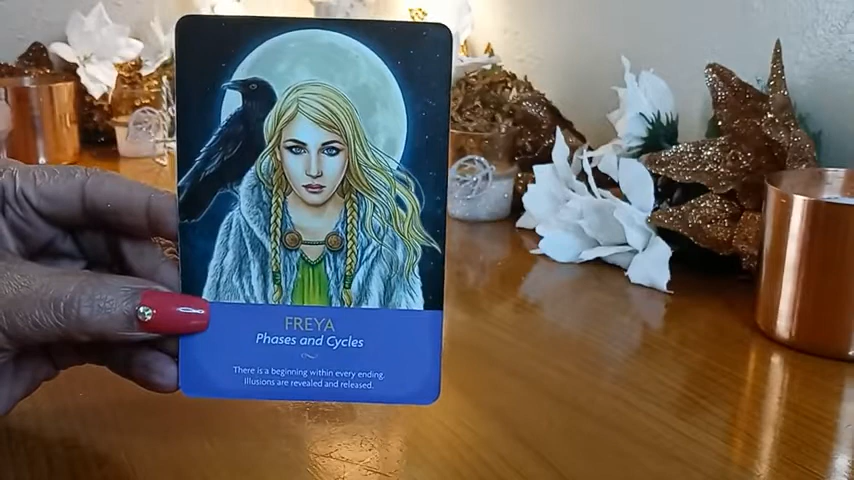 FREYA
Phases and Cycles
There is a beginning within every ending.
Illusions are revealed and released.